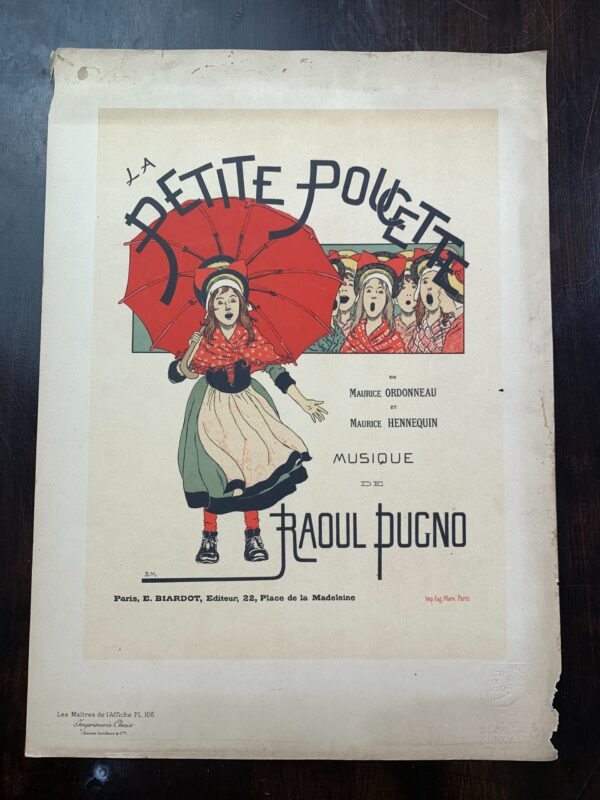 LA
PETITE POUCETTE
DE
MAURICE ORDONNEAU
ET
MAURICE HENNEQUIN
MUSIQUE
DE
RAOUL PUGNO
B.M.
Paris, E. BIARDOT, Editeur, 22, Place de la Madeleine
Imp Eug. Marx. Paris
Les Maîtres de l'Affiche PL. 106
Imprimerie Chaix